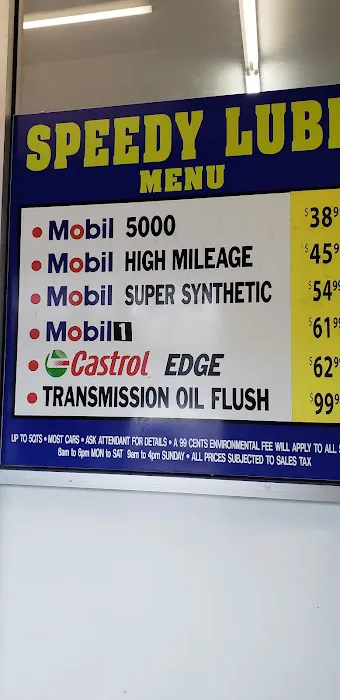 SPEEDY LUB
MENU
• Mobil 5000 $38
• Mobil HIGH MILEAGE $45
• Mobil SUPER SYNTHETIC $54
• Mobil 1 $61
• Castrol EDGE $62
• TRANSMISSION OIL FLUSH $99
UP TO 5QTS • MOST CARS • ASK ATTENDANT FOR DETAILS • A 99 CENTS ENVIRONMENTAL FEE WILL APPLY TO ALL
8am to 6pm MON to SAT 9am to 4pm SUNDAY • ALL PRICES SUBJECTED TO SALES TAX